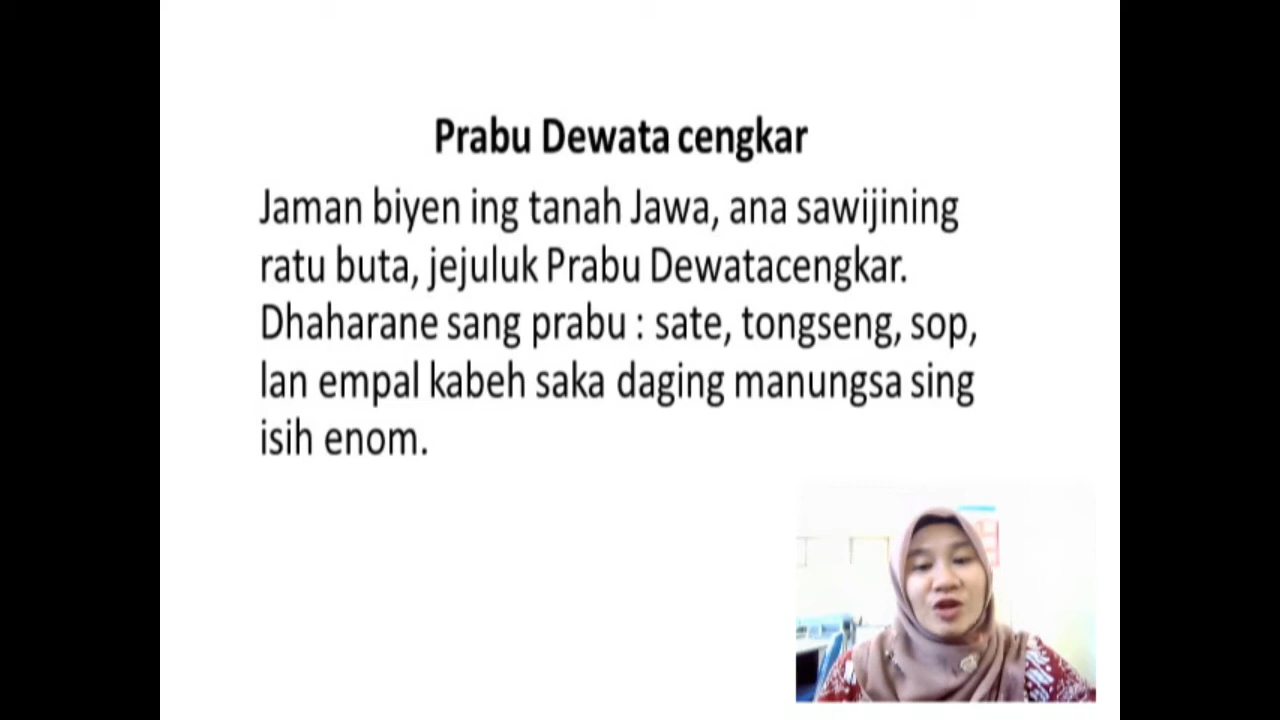 Prabu Dewata cengkar
Jaman biyen ing tanah Jawa, ana sawijining
ratu buta, jejuluk Prabu Dewatacengkar.
Dhaharane sang prabu : sate, tongseng, sop,
lan empal kabeh saka daging manungsa sing
isih enom.